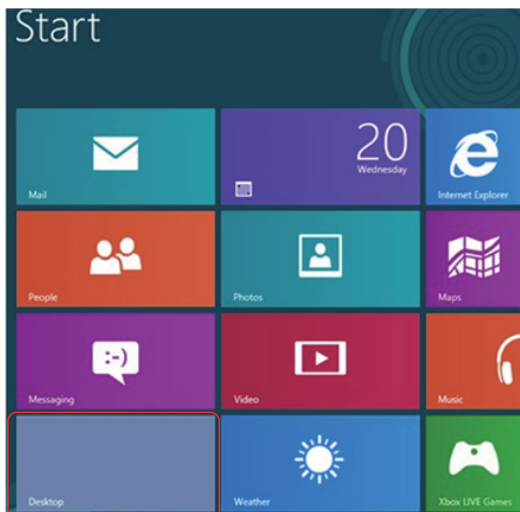 Start
Mail
20
Wednesday
Internet Explorer
People
Photos
Maps
Messaging
:-)
Video
Music
Desktop
Weather
Xbox LIVE Games